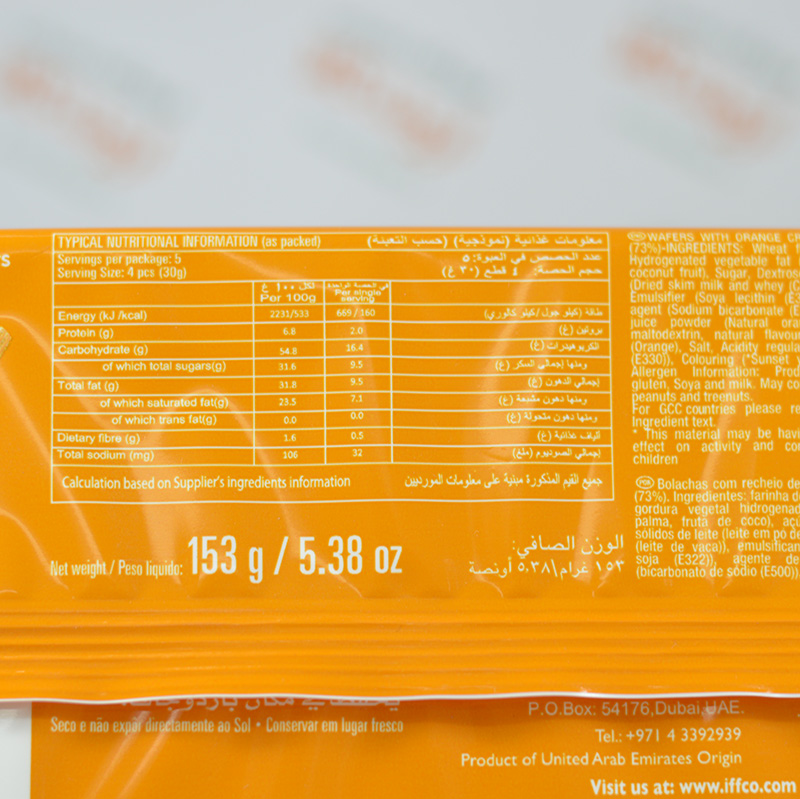 TYPICAL NUTRITIONAL INFORMATION (as packed) معلومات غذائية (نموذجية) (حسب التعبئة)
Servings per package: 5 عدد الحصص في العبوة: ٥
Serving Size: 4 pcs (30g) حجم الحصة: ٤ قطع (٣٠ غ)
لكل ١٠٠ غ في الحصة الواحدة
Per 100g Per single serving
Energy (kJ /kcal) 2231/533 669/160 طاقة (كيلو جول/كيلو كالوري)
Protein (g) 6.8 2.0 بروتين (غ)
Carbohydrate (g) 54.8 16.4 الكربوهيدرات (غ)
of which total sugars(g) 31.6 9.5 ومنها إجمالي السكر (غ)
Total fat (g) 31.8 9.5 إجمالي الدهون (غ)
of which saturated fat(g) 23.5 7.1 ومنها دهون مشبعة (غ)
of which trans fat(g) 0.0 0.0 ومنها دهون متحولة (غ)
Dietary fibre (g) 1.6 0.5 ألياف غذائية (غ)
Total sodium (mg) 106 32 إجمالي الصوديوم (ملغ)
Calculation based on Supplier's ingredients information جميع القيم المذكورة مبنية على معلومات الموردين
Net weight / Peso liquido: 153 g / 5.38 oz
الوزن الصافي:
١٥٣ غرام\٥,٣٨ أونصة
WAFERS WITH ORANGE
(73%)-INGREDIENTS: Wheat
Hydrogenated vegetable fat
coconut fruit), Sugar,
(Dried skim milk and whey
Emulsifier (Soya lecithin
agent (Sodium bicarbonate
juice powder (Natural
maltodextrin, natural
(Orange), Salt, Acidity
(E330)), Colouring (*Sunset
Allergen Information:
gluten, Soya and milk. May
peanuts and treenuts.
For GCC countries please
Ingredient text.
* This material may be
effect on activity and
children
Bolachas com recheio de
(73%). Ingredientes: farinha
gordura vegetal
palma, fruta de coco),
sólidos de leite (leite em pó
(leite de vaca)),
soja (E322)), agente de
(bicarbonato de sódio (E500))
Seco e não expôr directamente ao Sol • Conservar em lugar fresco
P.O.Box: 54176,Dubai,UAE.
Tel.: +971 4 3392939
Product of United Arab Emirates Origin
Visit us at: www.iffco.com